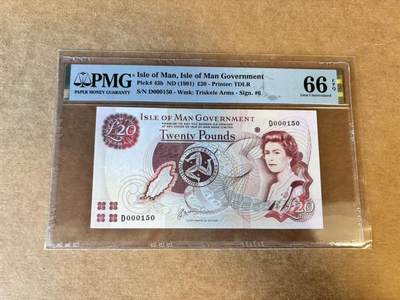 PMG
PAPER MONEY GUARANTY
Isle of Man, Isle of Man Government
Pick# 43b ND (1991) £20 - Printer: TDLR
S/N D000150 - Wmk: Triskele Arms - Sign. #6
66 EPQ
Gem Uncirculated
£20
ISLE OF MAN GOVERNMENT
D000150
Twenty Pounds
D000150
£20